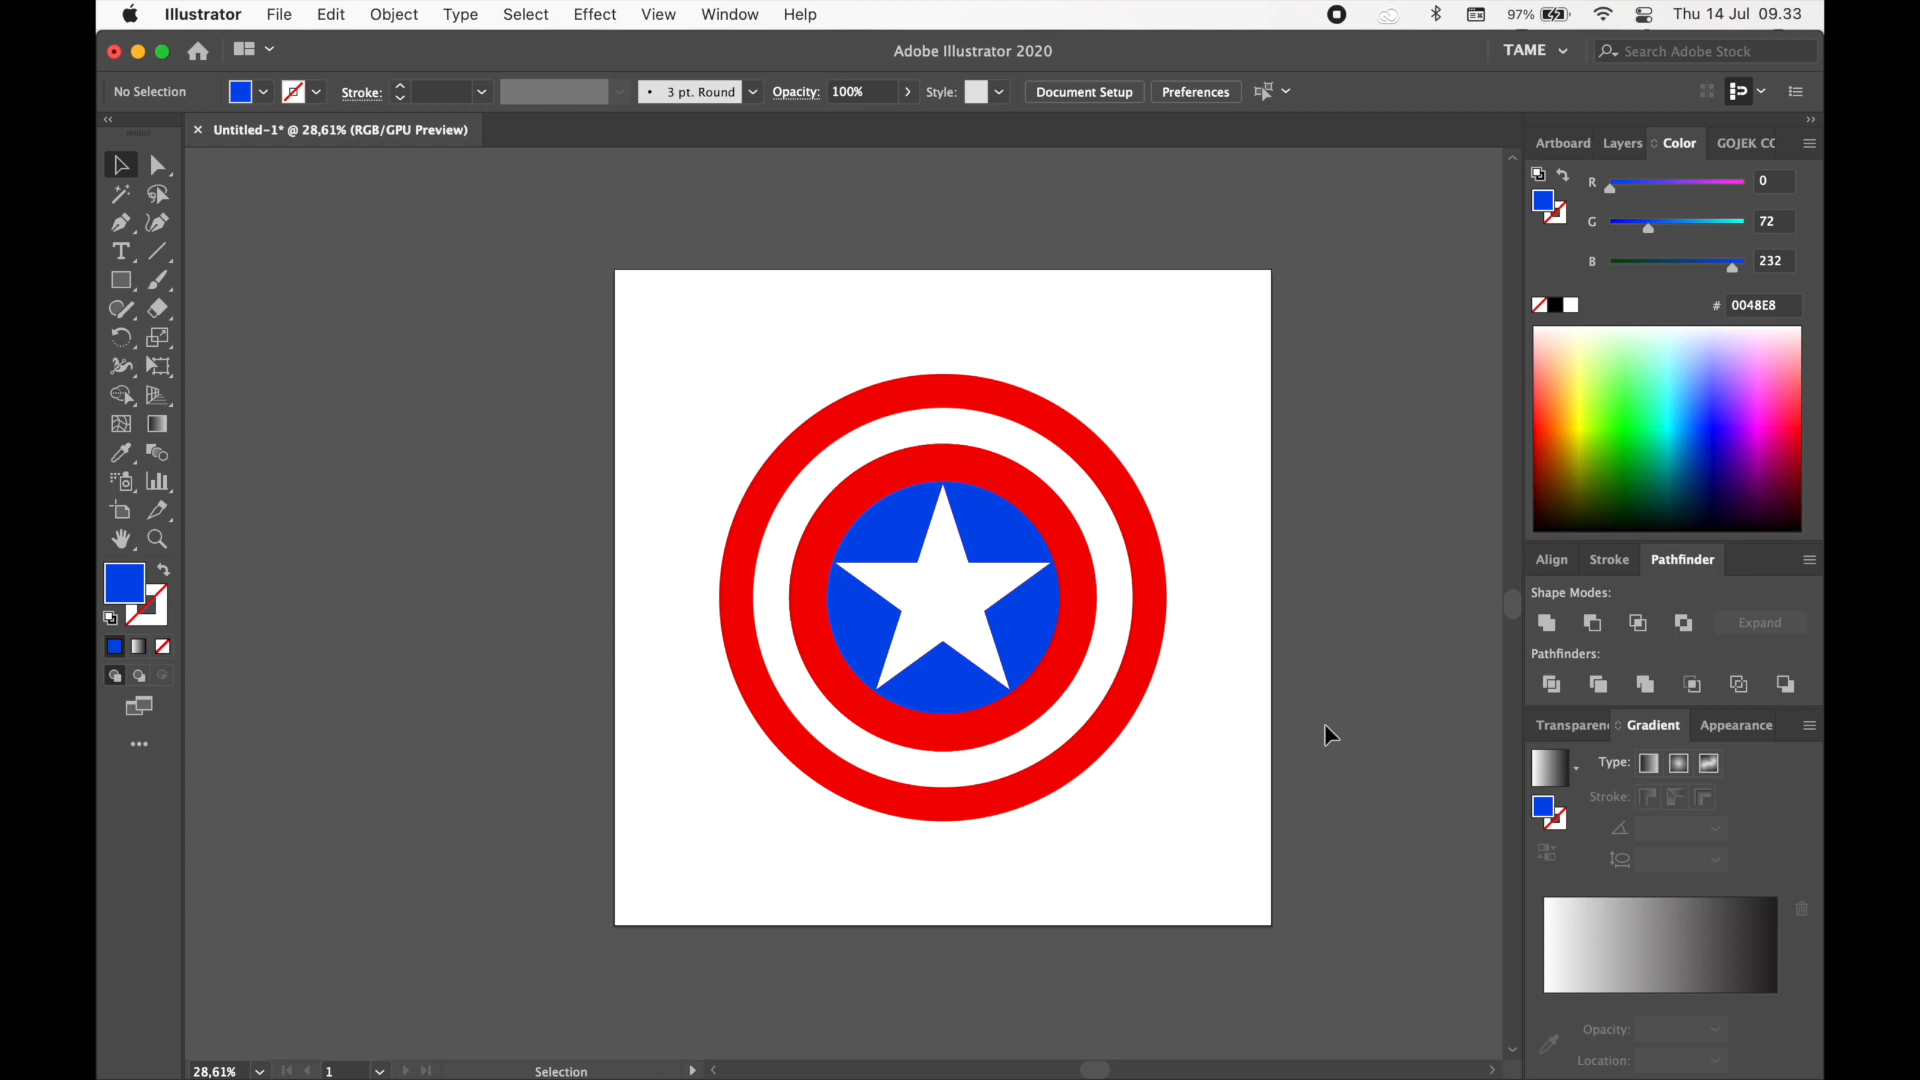 Illustrator File Edit Object Type Select Effect View Window Help 97% Thu 14 Jul 09.33
Adobe Illustrator 2020 TAME Search Adobe Stock
No Selection Stroke: 3 pt. Round Opacity: 100% Style: Document Setup Preferences
Untitled-1* @ 28,61% (RGB/GPU Preview)
Artboard Layers Color GOJEK CC
R 0
G 72
B 232
# 0048E8
Align Stroke Pathfinder
Shape Modes:
Expand
Pathfinders:
Transparen Gradient Appearance
Type:
Stroke:
Opacity:
Location:
28,61% 1 Selection